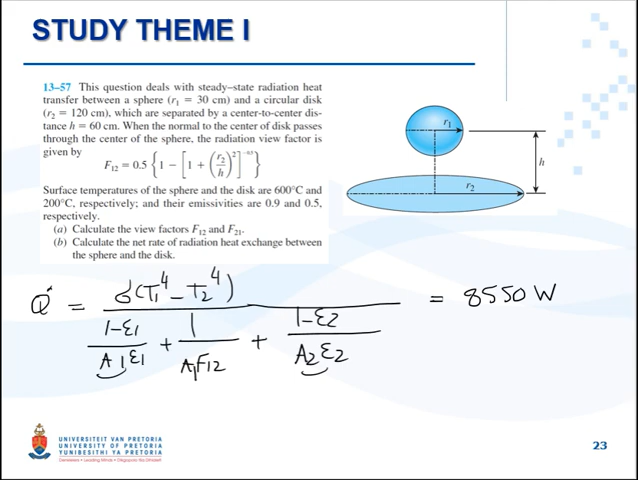 STUDY THEME I
13–57 This question deals with steady–state radiation heat
transfer between a sphere (r₁ = 30 cm) and a circular disk
(r₂ = 120 cm), which are separated by a center-to-center dis-
tance h = 60 cm. When the normal to the center of disk passes
through the center of the sphere, the radiation view factor is
given by
F₁₂ = 0.5 {1 − [1 + (r₂/h)²]^−0.5}
Surface temperatures of the sphere and the disk are 600°C and
200°C, respectively; and their emissivities are 0.9 and 0.5,
respectively.
(a) Calculate the view factors F₁₂ and F₂₁.
(b) Calculate the net rate of radiation heat exchange between
the sphere and the disk.
r₁
h
r₂
Q̇ = σ(T₁⁴ − T₂⁴) / ((1-ε1)/(A1ε1) + 1/(A₁F12) + (1-ε2)/(A2ε2)) = 8550 W
UNIVERSITEIT VAN PRETORIA
UNIVERSITY OF PRETORIA
YUNIBESITHI YA PRETORIA
23